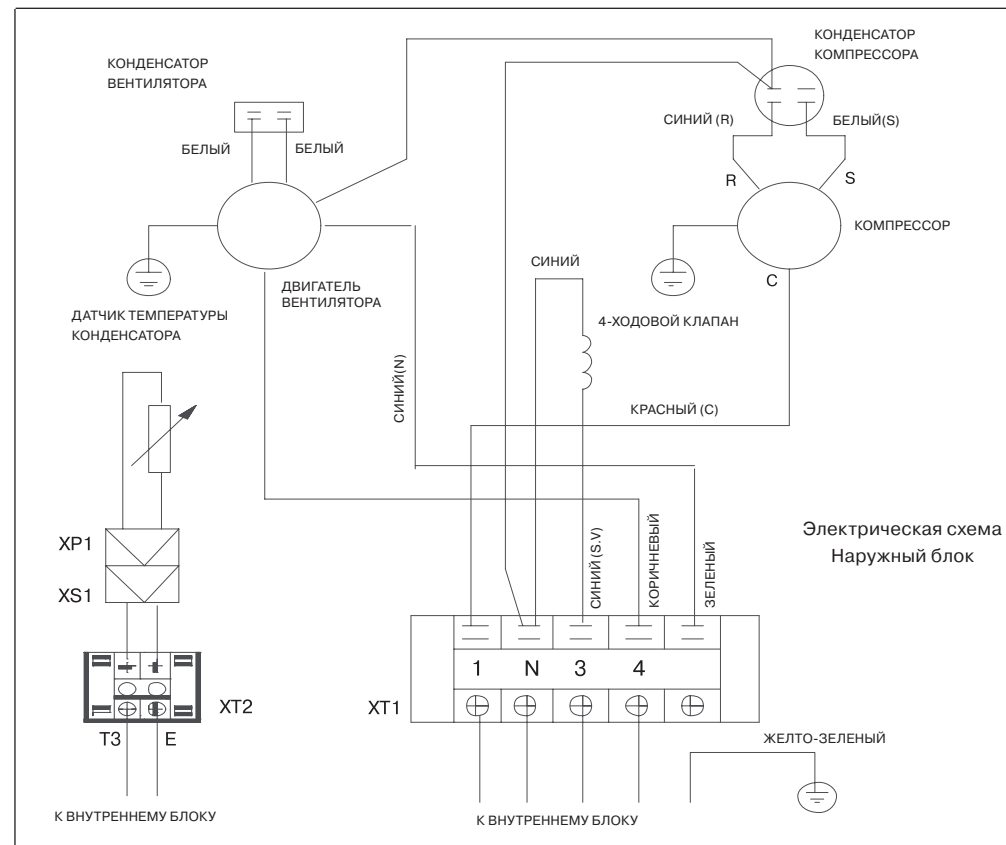 КОНДЕНСАТОР
ВЕНТИЛЯТОРА
КОНДЕНСАТОР
КОМПРЕССОРА
БЕЛЫЙ
БЕЛЫЙ
СИНИЙ (R)
БЕЛЫЙ(S)
R
S
КОМПРЕССОР
C
СИНИЙ
ДВИГАТЕЛЬ
ВЕНТИЛЯТОРА
ДАТЧИК ТЕМПЕРАТУРЫ
КОНДЕНСАТОРА
4-ХОДОВОЙ КЛАПАН
СИНИЙ(N)
КРАСНЫЙ (C)
СИНИЙ (S.V)
КОРИЧНЕВЫЙ
ЗЕЛЕНЫЙ
Электрическая схема
Наружный блок
XP1
XS1
XT2
T3
E
К ВНУТРЕННЕМУ БЛОКУ
XT1
1
N
3
4
ЖЕЛТО-ЗЕЛЕНЫЙ
К ВНУТРЕННЕМУ БЛОКУ